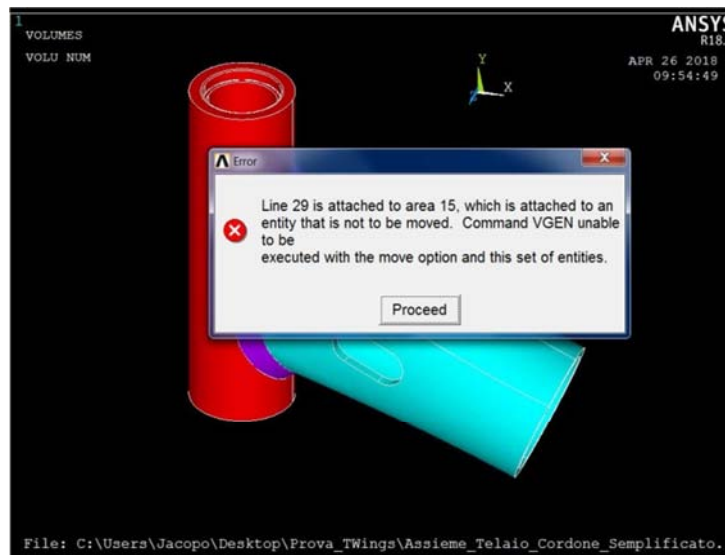 1
VOLUMES
VOLU NUM
ANSYS
R18.
APR 26 2018
09:54:49
Y
X
Error
Line 29 is attached to area 15, which is attached to an
entity that is not to be moved. Command VGEN unable
to be
executed with the move option and this set of entities.
Proceed
File: C:\Users\Jacopo\Desktop\Prova_TWings\Assieme_Telaio_Cordone_Semplificato.